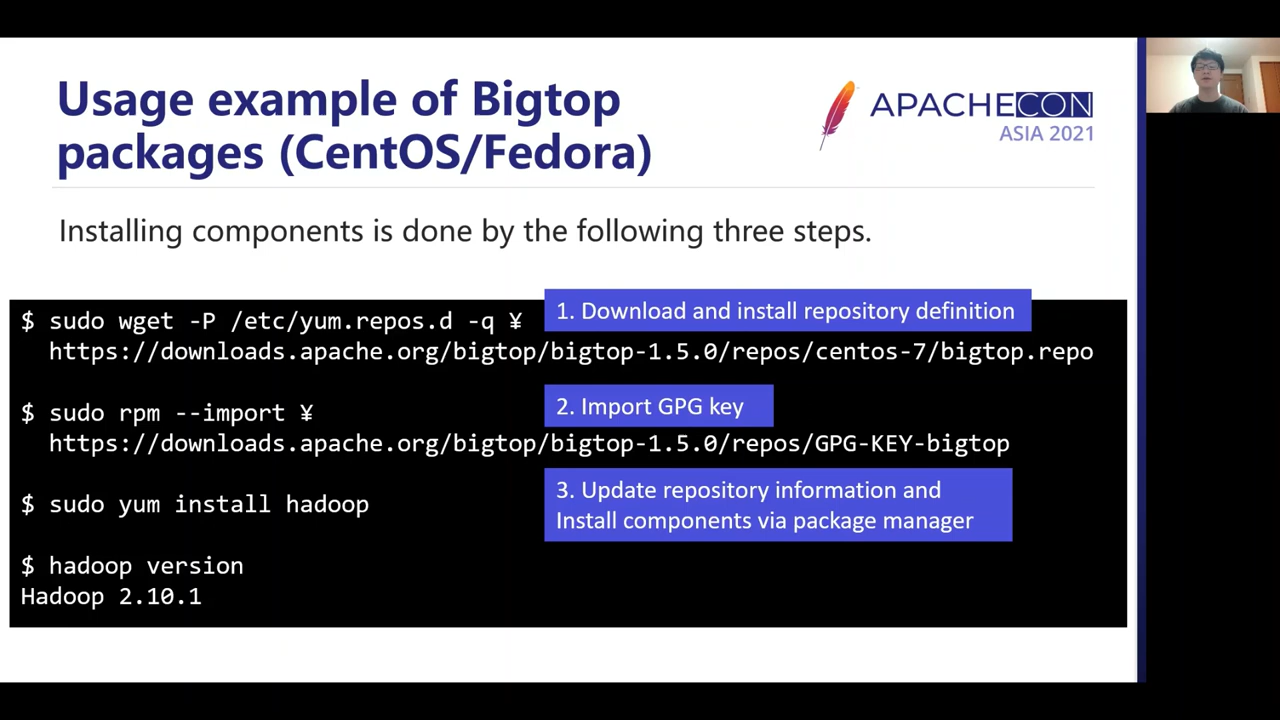 Usage example of Bigtop
packages (CentOS/Fedora)
APACHECON
ASIA 2021
Installing components is done by the following three steps.
$ sudo wget -P /etc/yum.repos.d -q ¥
1. Download and install repository definition
https://downloads.apache.org/bigtop/bigtop-1.5.0/repos/centos-7/bigtop.repo
$ sudo rpm --import ¥
2. Import GPG key
https://downloads.apache.org/bigtop/bigtop-1.5.0/repos/GPG-KEY-bigtop
$ sudo yum install hadoop
3. Update repository information and
Install components via package manager
$ hadoop version
Hadoop 2.10.1